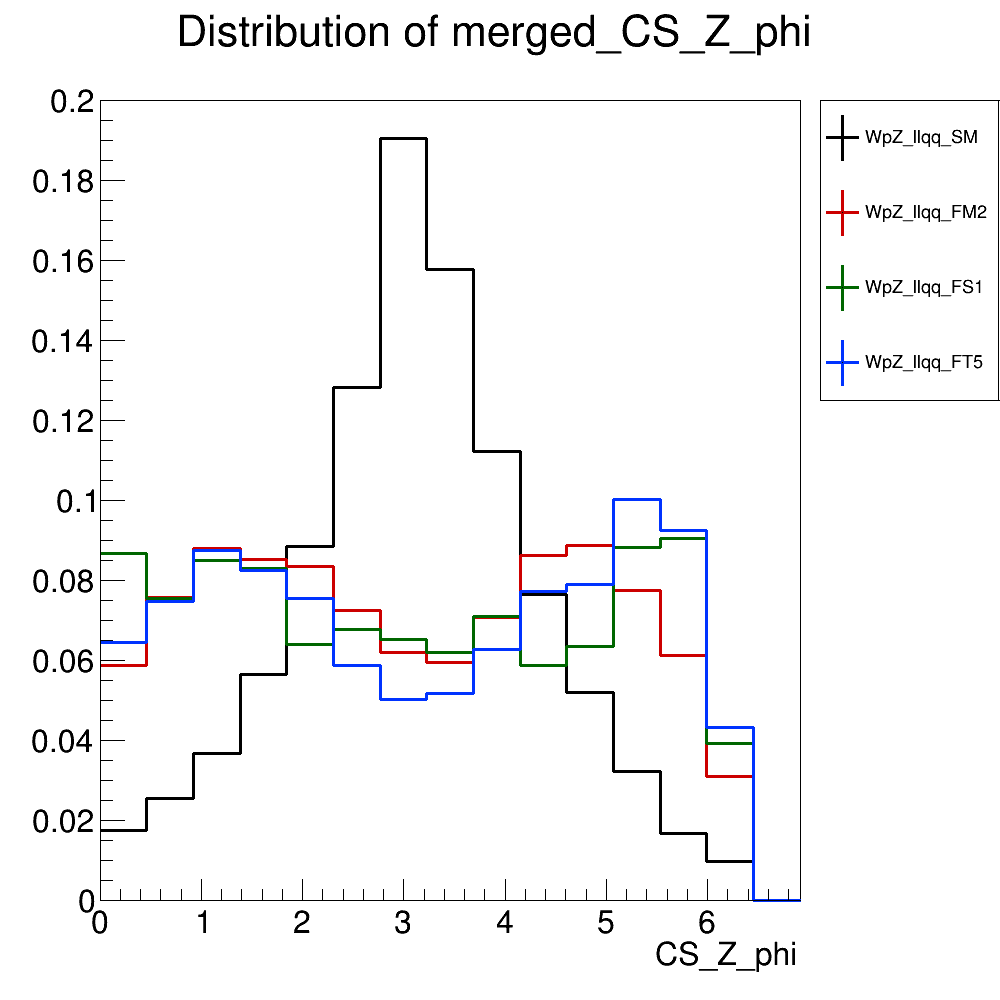 Distribution of merged_CS_Z_phi
0.2
0.18
0.16
0.14
0.12
0.1
0.08
0.06
0.04
0.02
0
0 1 2 3 4 5 6
CS_Z_phi
WpZ_llqq_SM
WpZ_llqq_FM2
WpZ_llqq_FS1
WpZ_llqq_FT5